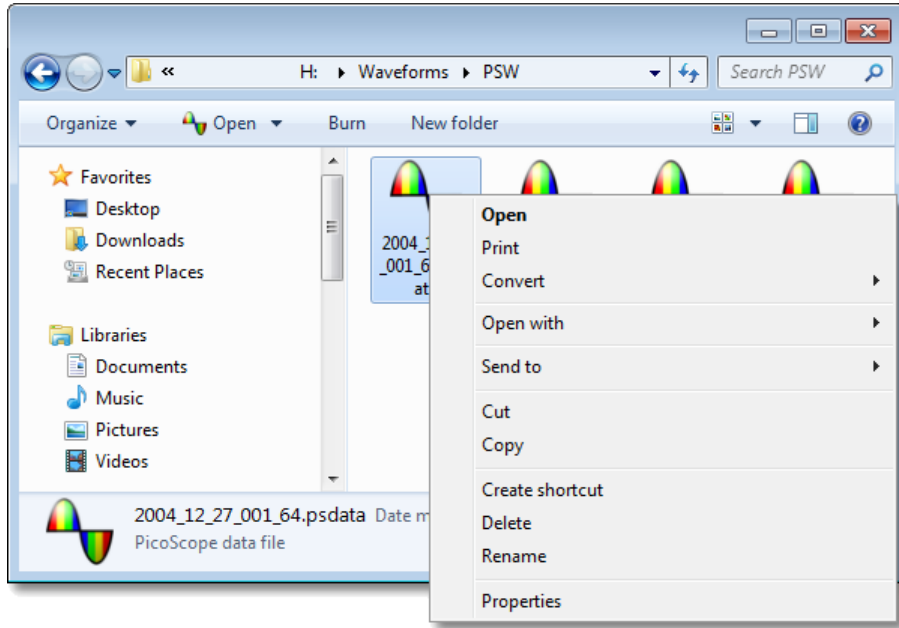 « H: Waveforms PSW
Search PSW
Organize Open Burn New folder
Favorites
Desktop
Downloads
Recent Places
Libraries
Documents
Music
Pictures
Videos
2004_
_001_6
at
Open
Print
Convert
Open with
Send to
Cut
Copy
Create shortcut
Delete
Rename
Properties
2004_12_27_001_64.psdata Date m
PicoScope data file